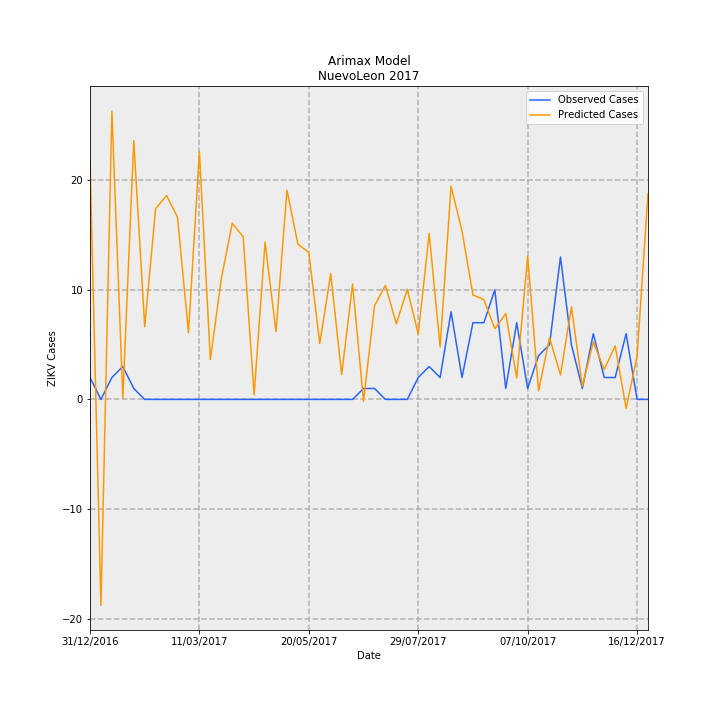 Arimax Model
NuevoLeon 2017
Observed Cases
Predicted Cases
ZIKV Cases
20
10
0
−10
−20
31/12/2016
11/03/2017
20/05/2017
29/07/2017
07/10/2017
16/12/2017
Date